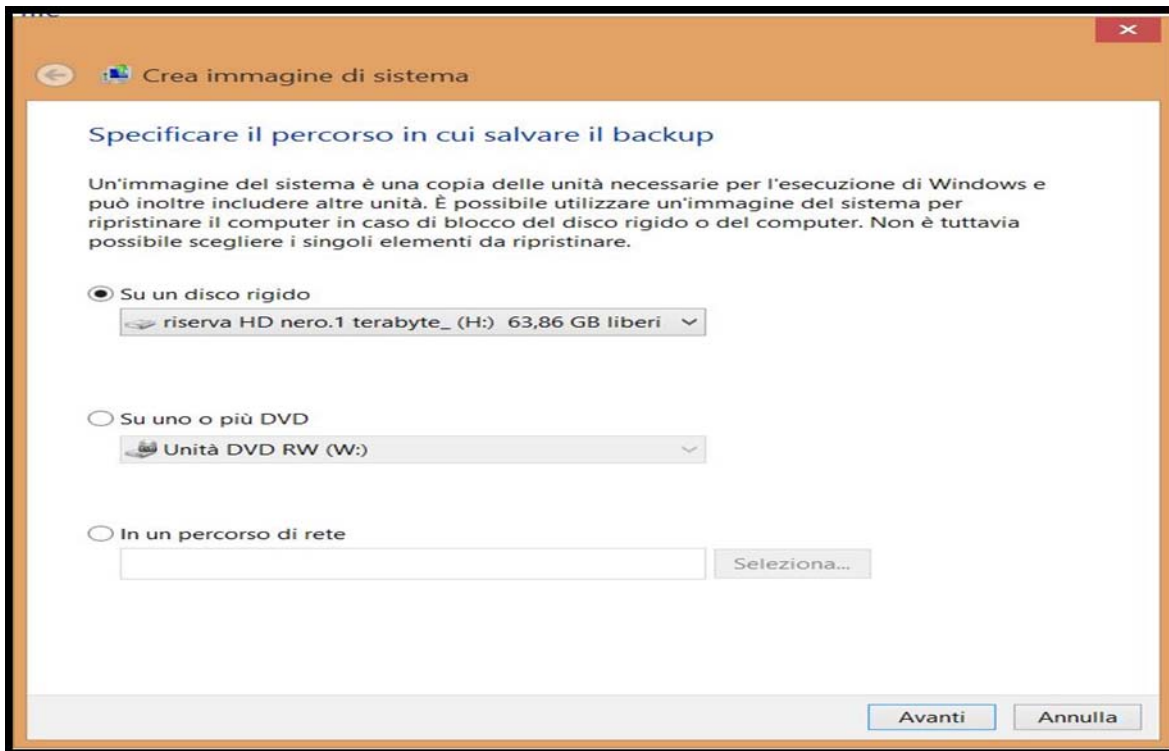 Crea immagine di sistema
Specificare il percorso in cui salvare il backup
Un'immagine del sistema è una copia delle unità necessarie per l'esecuzione di Windows e
può inoltre includere altre unità. È possibile utilizzare un'immagine del sistema per
ripristinare il computer in caso di blocco del disco rigido o del computer. Non è tuttavia
possibile scegliere i singoli elementi da ripristinare.
Su un disco rigido
riserva HD nero.1 terabyte_ (H:) 63,86 GB liberi
Su uno o più DVD
Unità DVD RW (W:)
In un percorso di rete
Seleziona...
Avanti Annulla